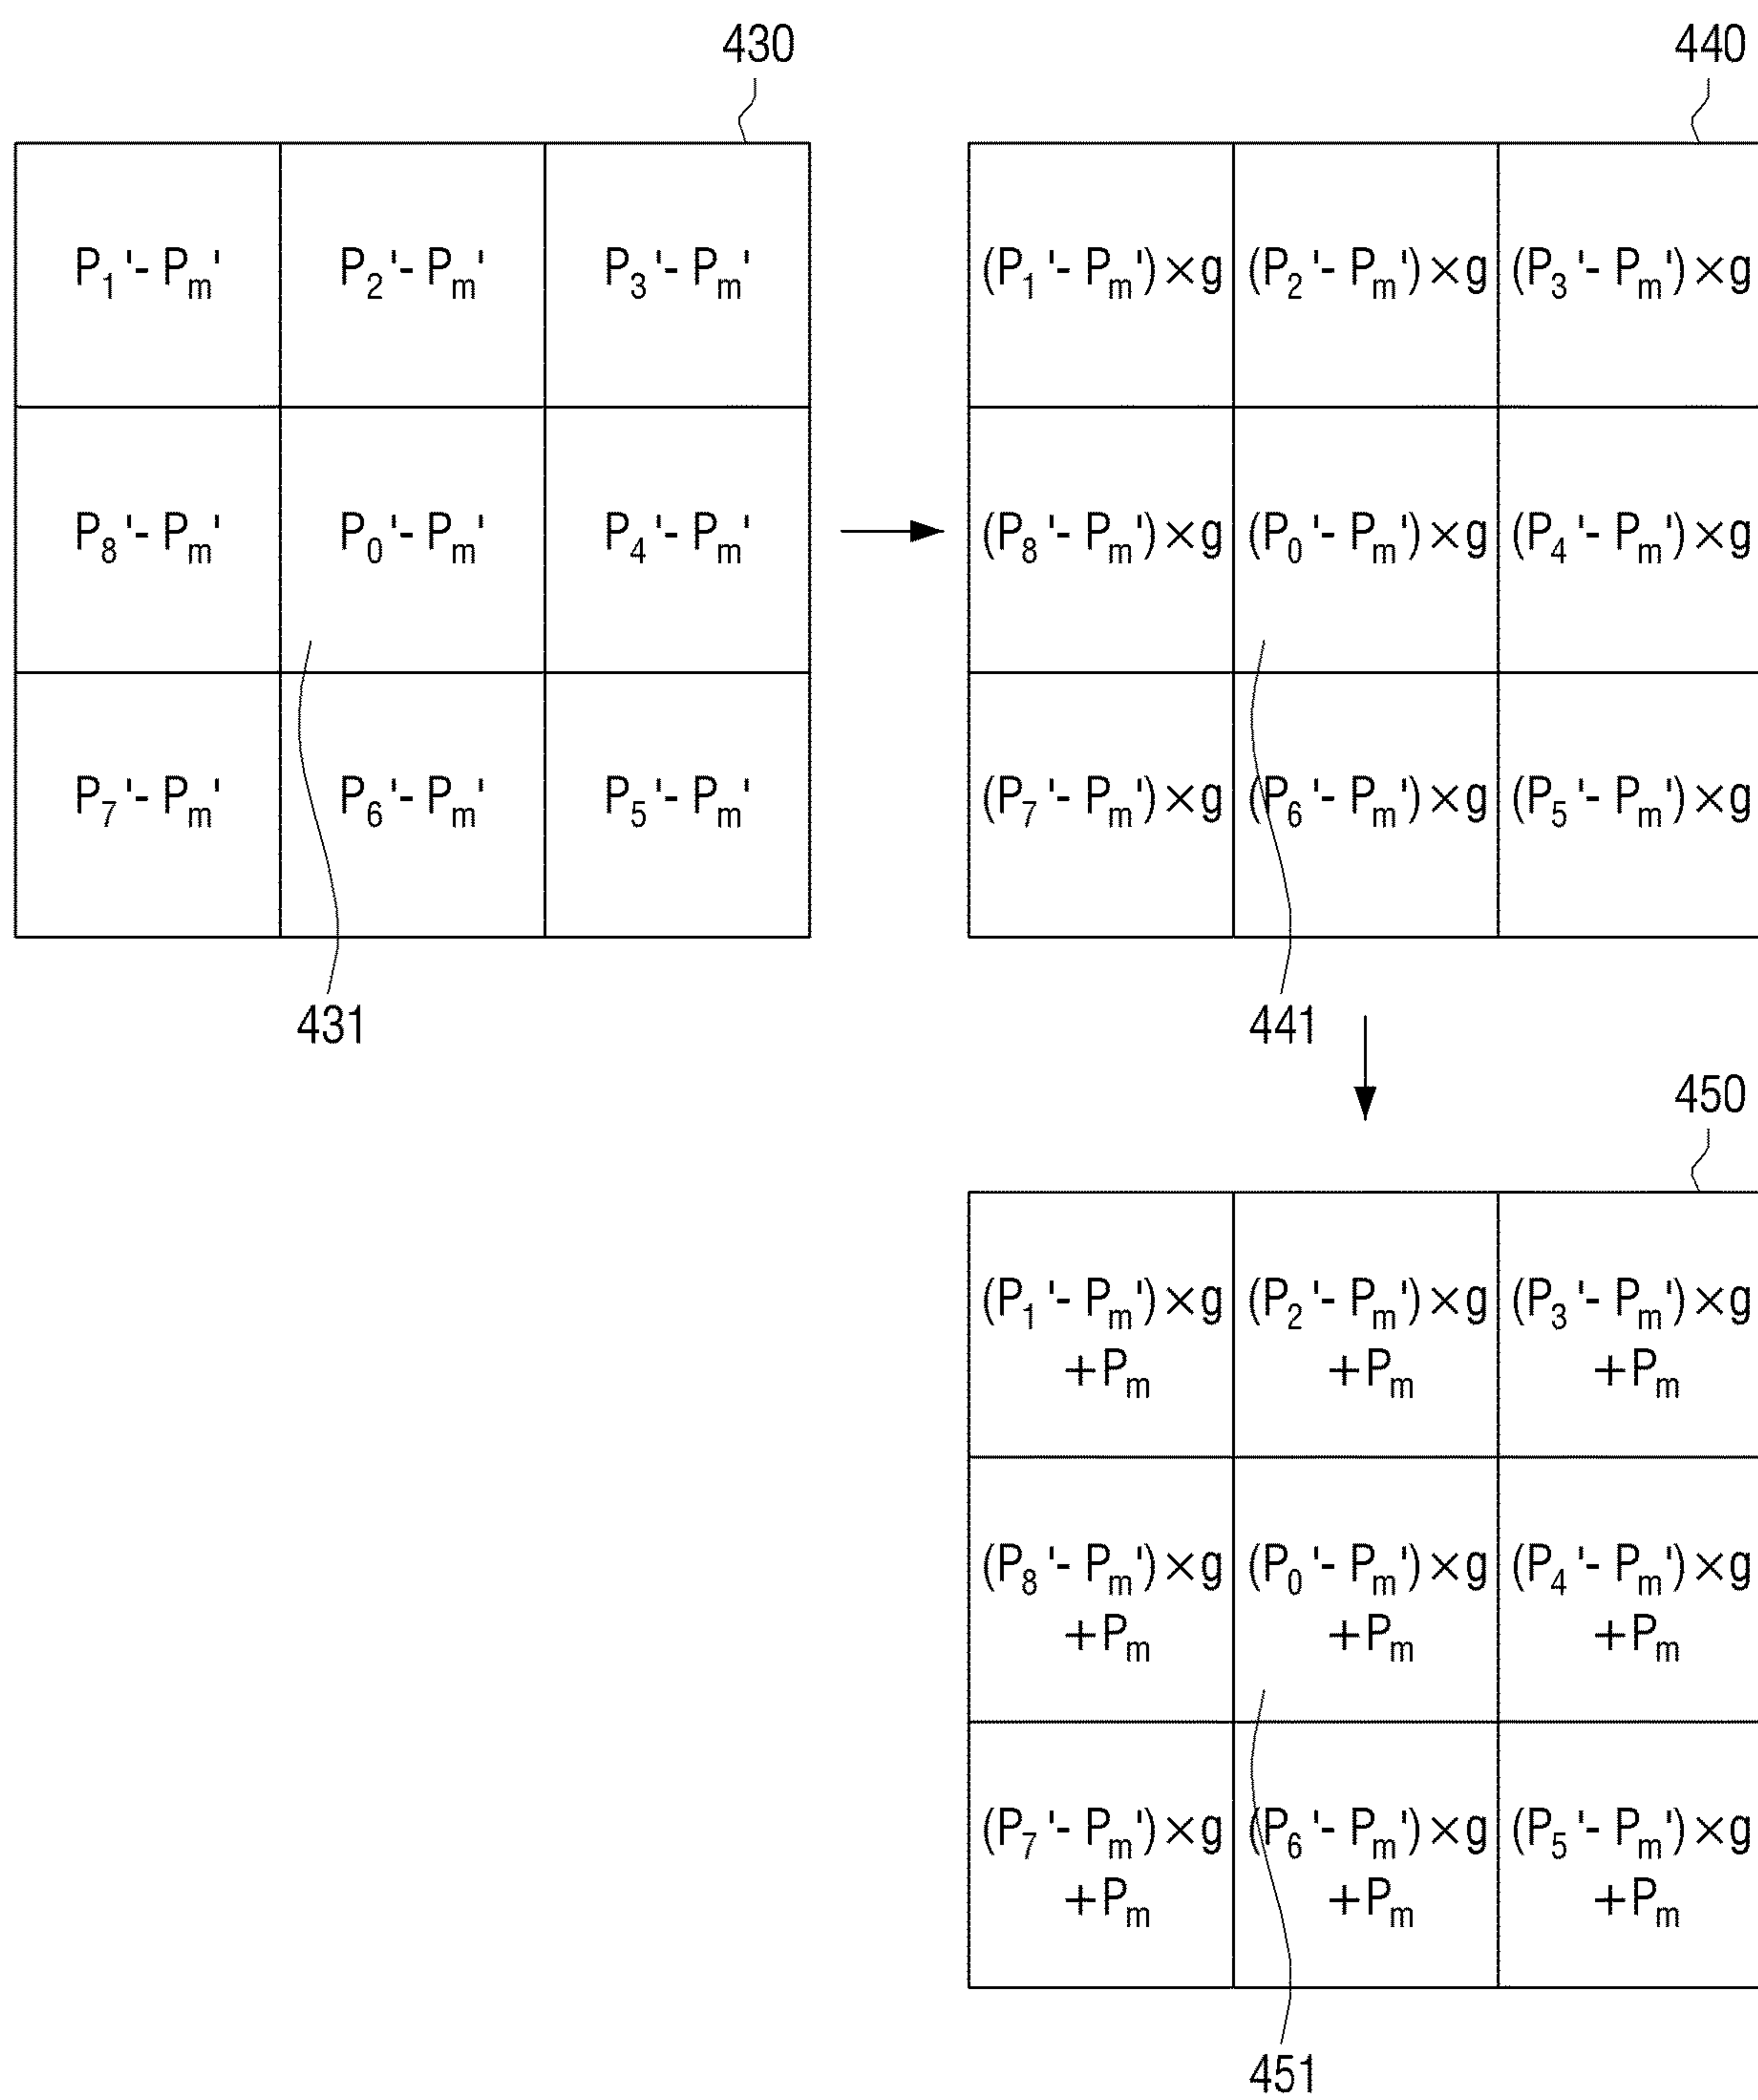 430
440
P₁'- Pₘ' P₂'- Pₘ' P₃'- Pₘ'
P₈'- Pₘ' P₀'- Pₘ' P₄'- Pₘ'
P₇'- Pₘ' P₆'- Pₘ' P₅'- Pₘ'
431
(P₁'- Pₘ')×g (P₂'- Pₘ')×g (P₃'- Pₘ')×g
(P₈'- Pₘ')×g (P₀'- Pₘ')×g (P₄'- Pₘ')×g
(P₇'- Pₘ')×g (P₆'- Pₘ')×g (P₅'- Pₘ')×g
441
450
(P₁'- Pₘ')×g (P₂'- Pₘ')×g (P₃'- Pₘ')×g
+Pₘ +Pₘ +Pₘ
(P₈'- Pₘ')×g (P₀'- Pₘ')×g (P₄'- Pₘ')×g
+Pₘ +Pₘ +Pₘ
(P₇'- Pₘ')×g (P₆'- Pₘ')×g (P₅'- Pₘ')×g
+Pₘ +Pₘ +Pₘ
451